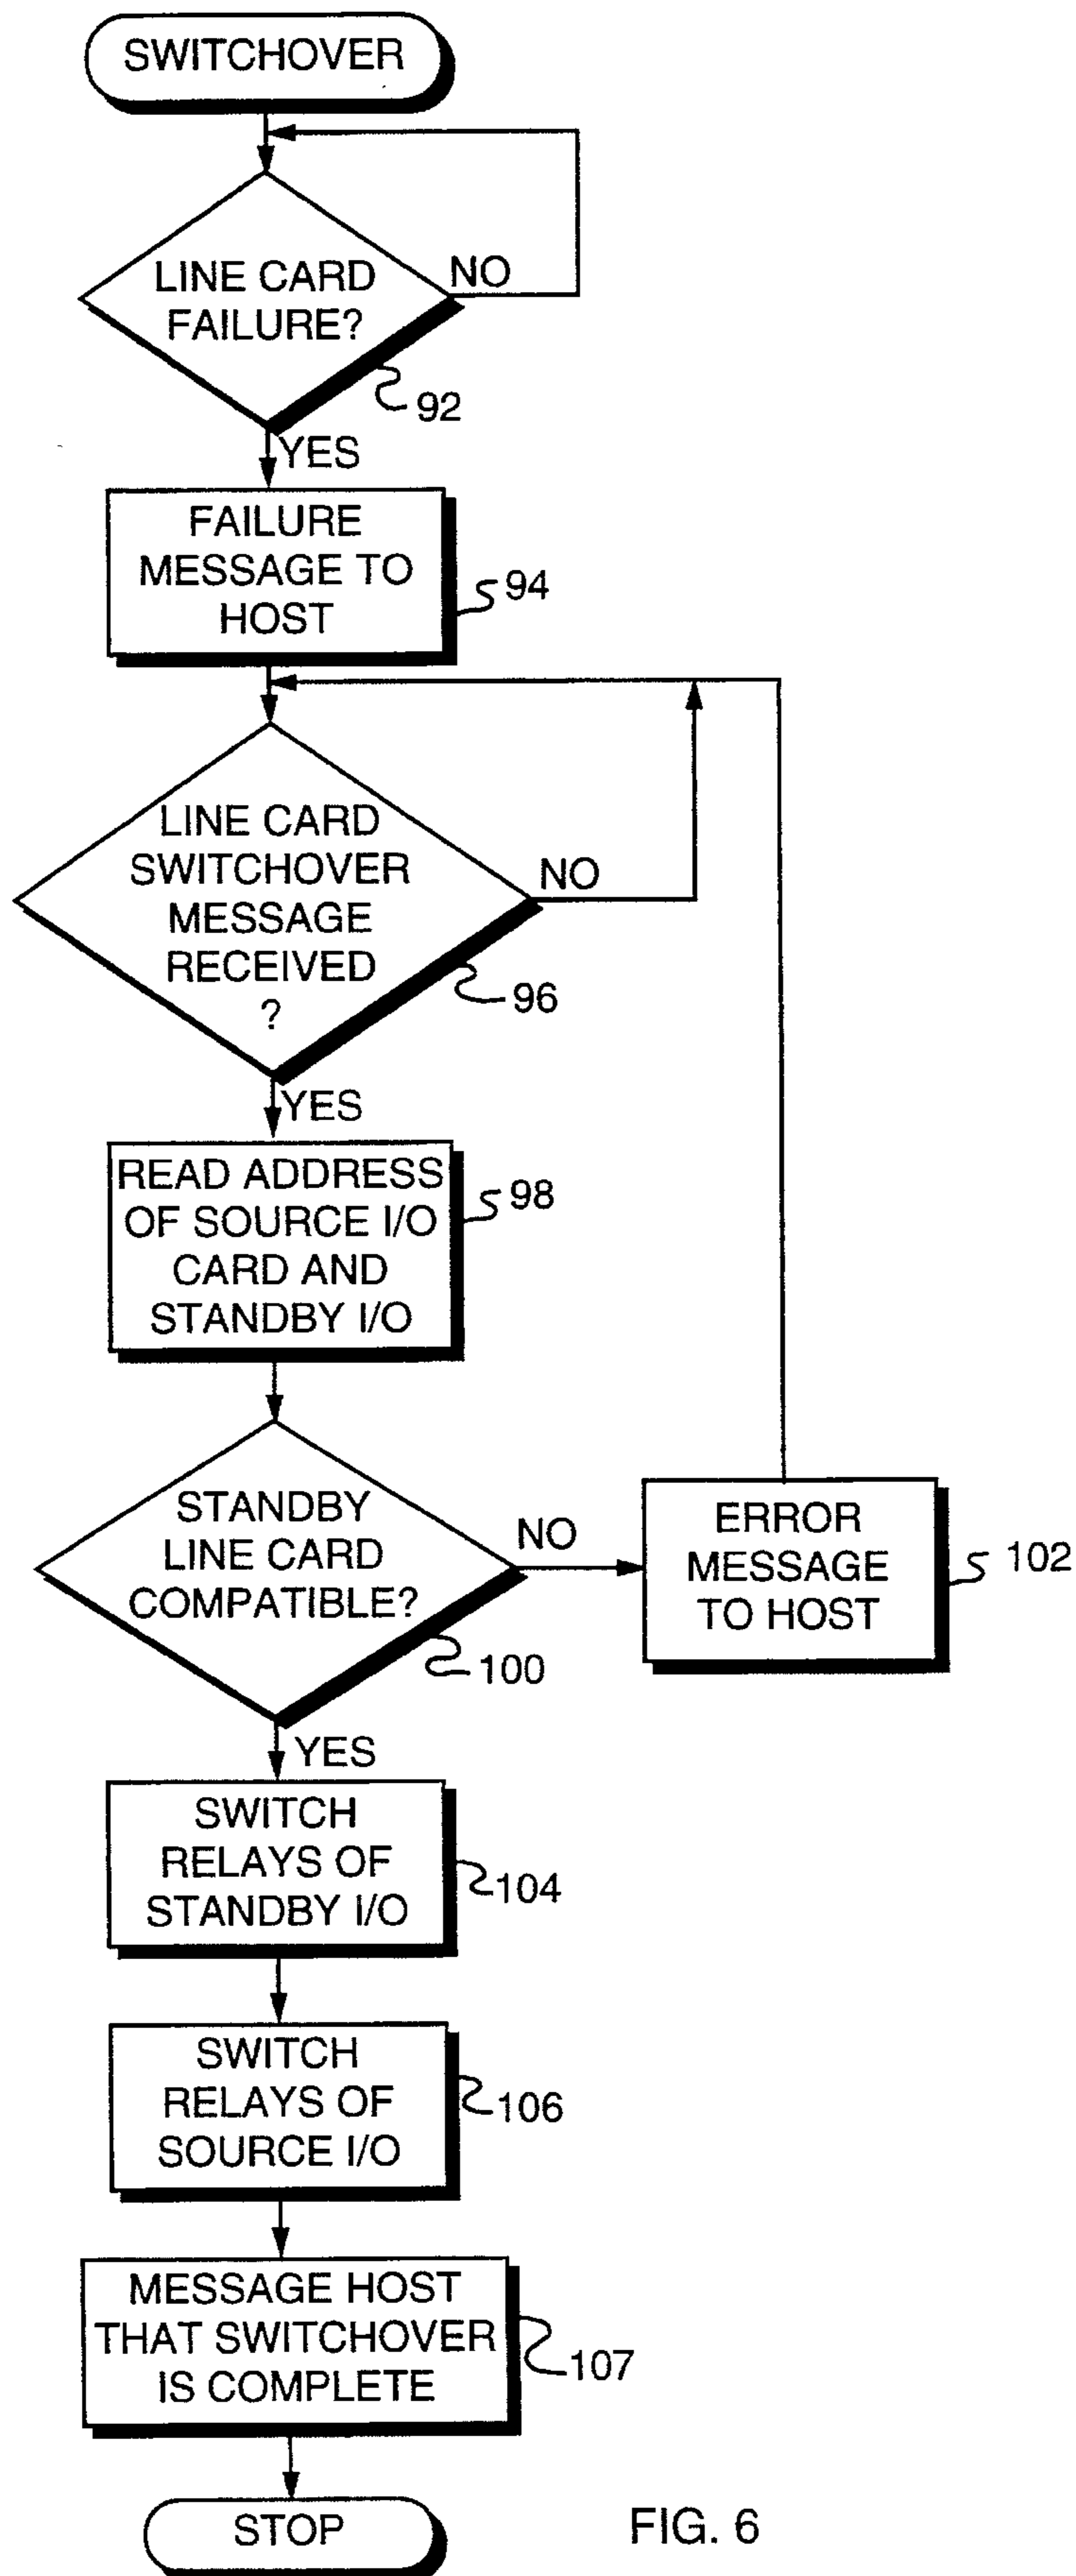 SWITCHOVER
LINE CARD
FAILURE?
NO
92
YES
FAILURE
MESSAGE TO
HOST
94
LINE CARD
SWITCHOVER
MESSAGE
RECEIVED
?
NO
96
YES
READ ADDRESS
OF SOURCE I/O
CARD AND
STANDBY I/O
98
STANDBY
LINE CARD
COMPATIBLE?
NO
100
ERROR
MESSAGE
TO HOST
102
YES
SWITCH
RELAYS OF
STANDBY I/O
104
SWITCH
RELAYS OF
SOURCE I/O
106
MESSAGE HOST
THAT SWITCHOVER
IS COMPLETE
107
STOP
FIG. 6